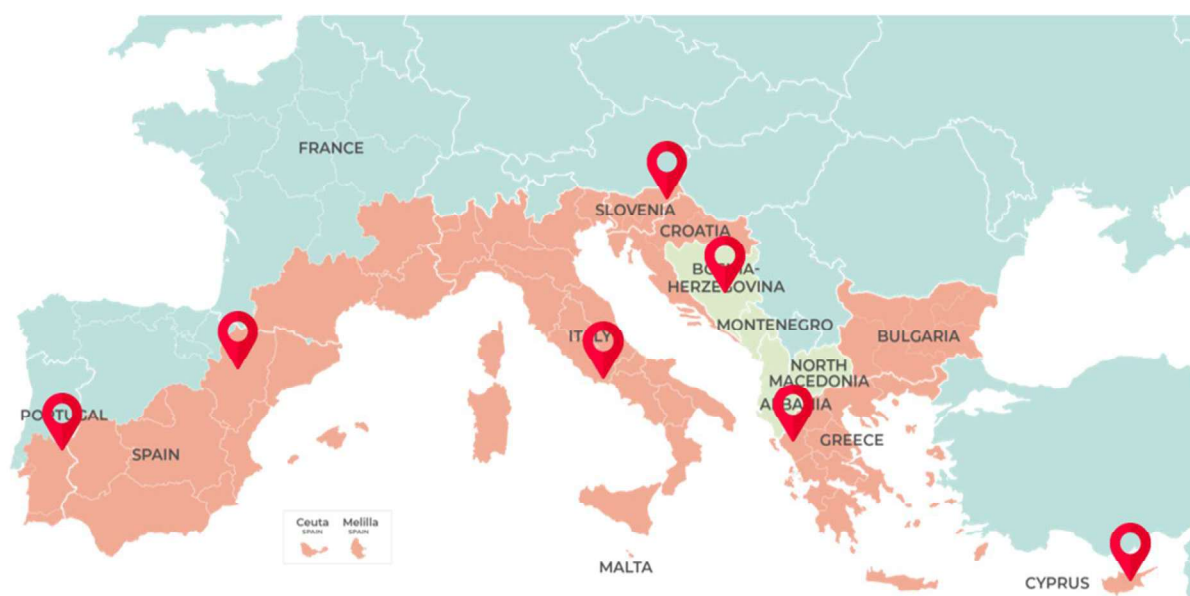 FRANCE
SLOVENIA
CROATIA
BOSNIA-
HERZEGOVINA
MONTENEGRO
ITALY
BULGARIA
NORTH
MACEDONIA
ALBANIA
PORTUGAL
SPAIN
GREECE
Ceuta
SPAIN
Melilla
SPAIN
MALTA
CYPRUS